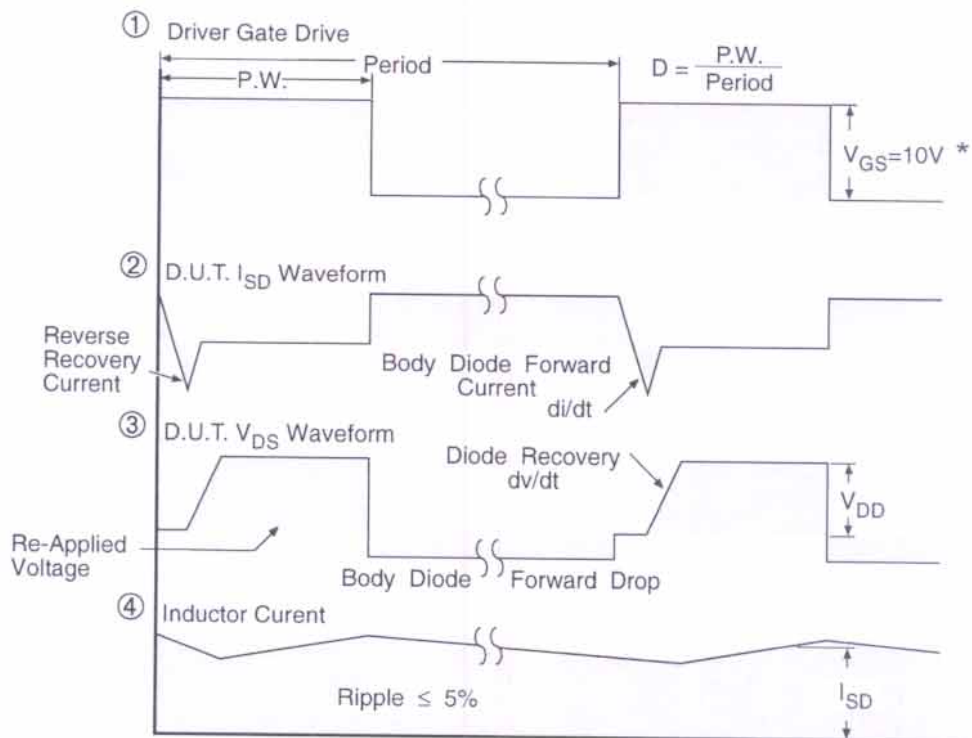 ① Driver Gate Drive
Period
P.W.
D = P.W. / Period
V_GS=10V *
② D.U.T. I_SD Waveform
Reverse
Recovery
Current
Body Diode Forward
Current
di/dt
③ D.U.T. V_DS Waveform
Diode Recovery
dv/dt
V_DD
Re-Applied
Voltage
Body Diode Forward Drop
④ Inductor Curent
I_SD
Ripple ≤ 5%